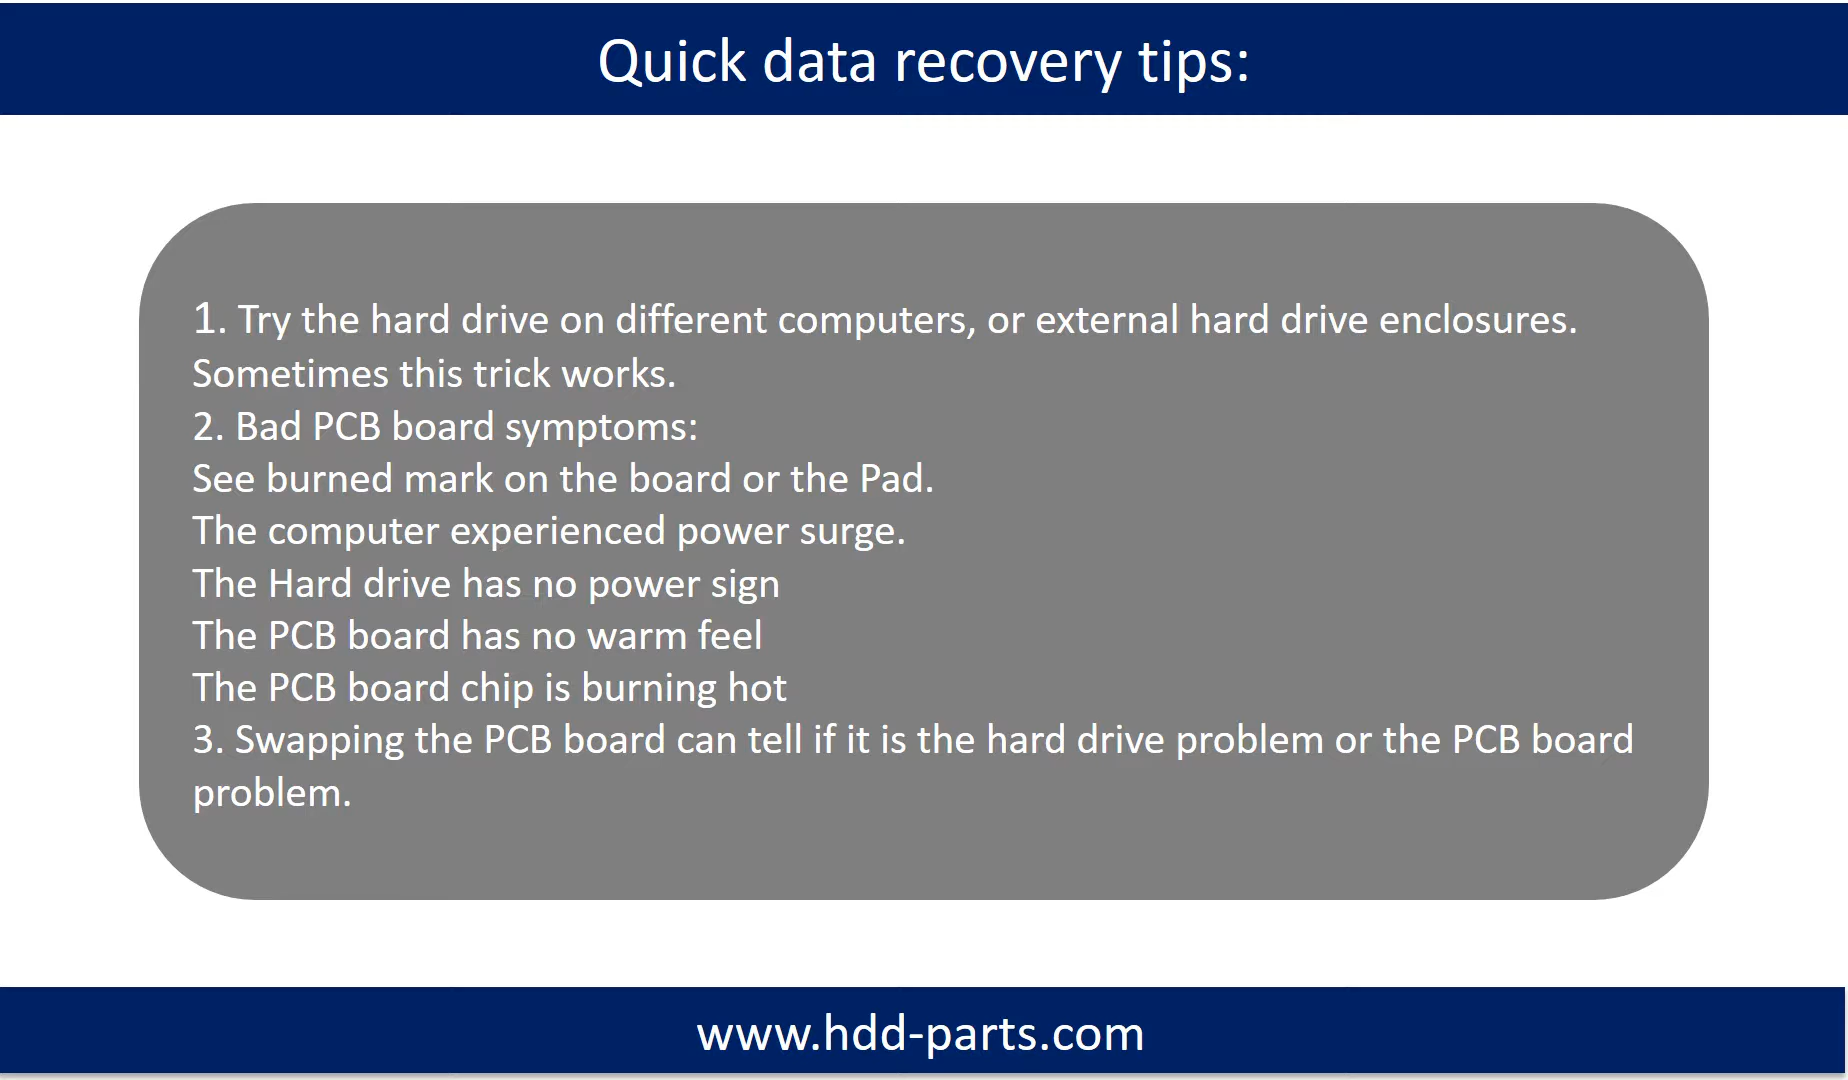 Quick data recovery tips:
1. Try the hard drive on different computers, or external hard drive enclosures.
Sometimes this trick works.
2. Bad PCB board symptoms:
See burned mark on the board or the Pad.
The computer experienced power surge.
The Hard drive has no power sign
The PCB board has no warm feel
The PCB board chip is burning hot
3. Swapping the PCB board can tell if it is the hard drive problem or the PCB board
problem.
www.hdd-parts.com